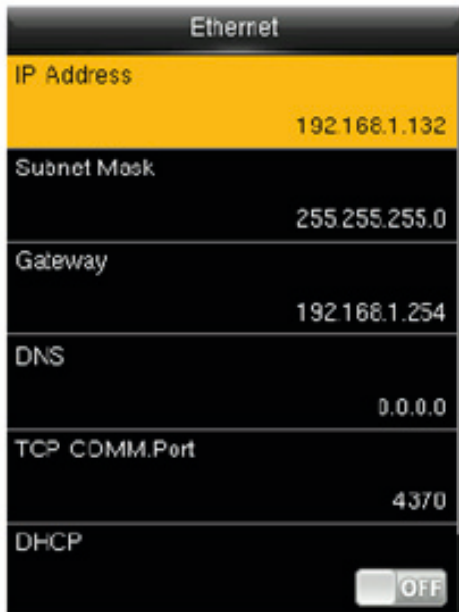 Ethernet
IP Address
192.168.1.132
Subnet Mask
255.255.255.0
Gateway
192.168.1.254
DNS
0.0.0.0
TCP COMM.Port
4370
DHCP
OFF